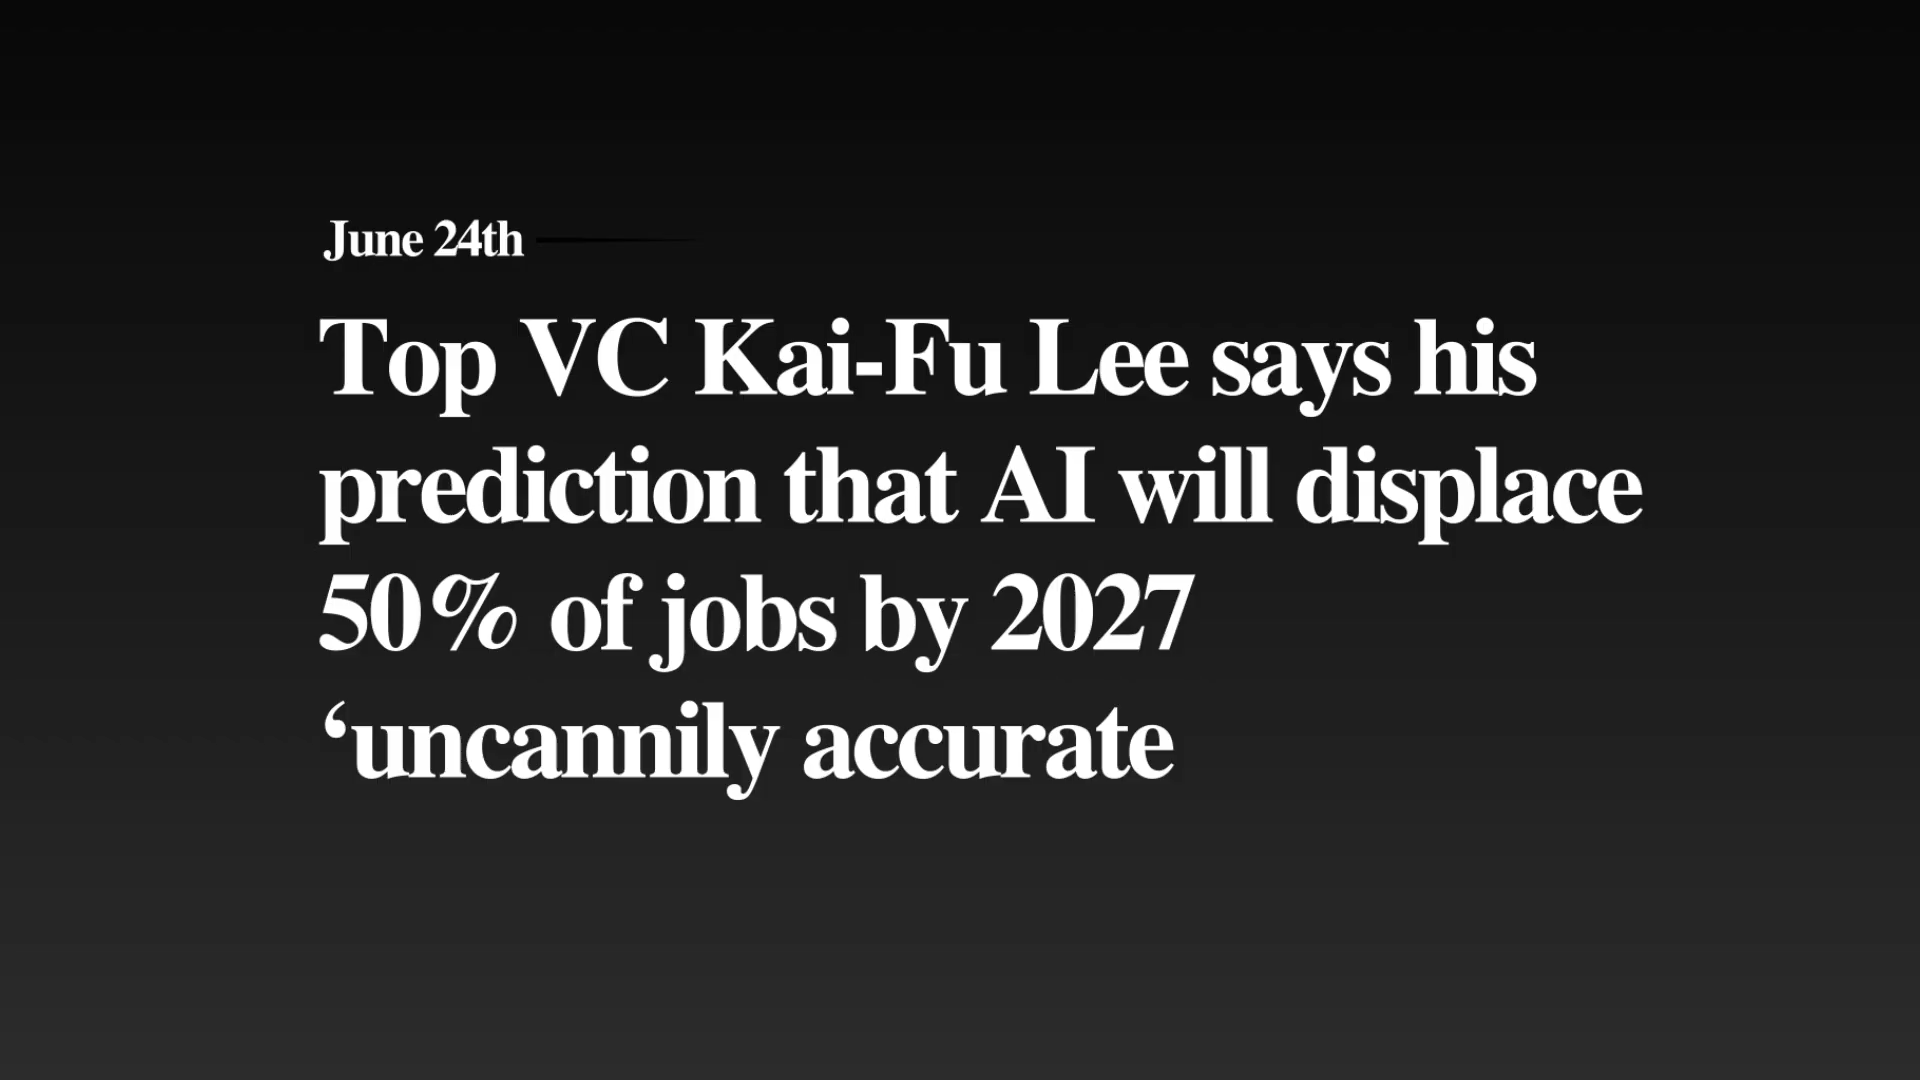 June 24th
Top VC Kai-Fu Lee says his
prediction that AI will displace
50% of jobs by 2027
‘uncannily accurate